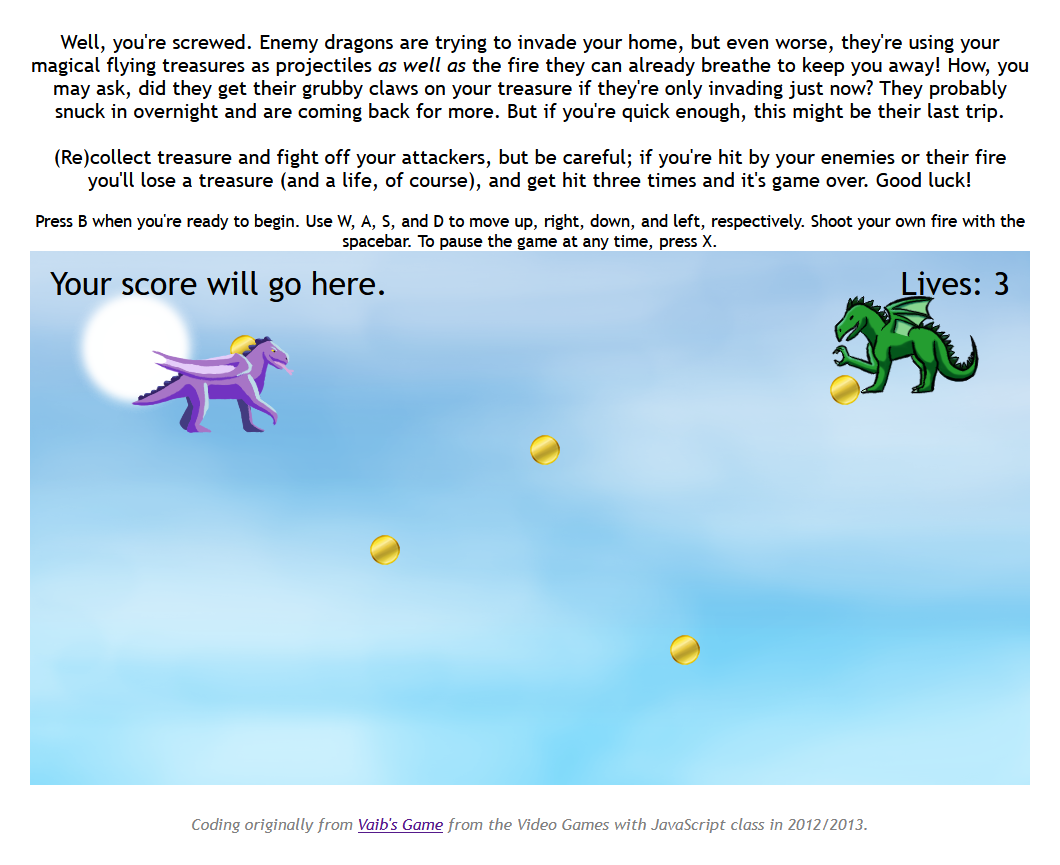 Well, you're screwed. Enemy dragons are trying to invade your home, but even worse, they're using your
magical flying treasures as projectiles as well as the fire they can already breathe to keep you away! How, you
may ask, did they get their grubby claws on your treasure if they're only invading just now? They probably
snuck in overnight and are coming back for more. But if you're quick enough, this might be their last trip.
(Re)collect treasure and fight off your attackers, but be careful; if you're hit by your enemies or their fire
you'll lose a treasure (and a life, of course), and get hit three times and it's game over. Good luck!
Press B when you're ready to begin. Use W, A, S, and D to move up, right, down, and left, respectively. Shoot your own fire with the
spacebar. To pause the game at any time, press X.
Your score will go here.
Lives: 3
Coding originally from Vaib's Game from the Video Games with JavaScript class in 2012/2013.